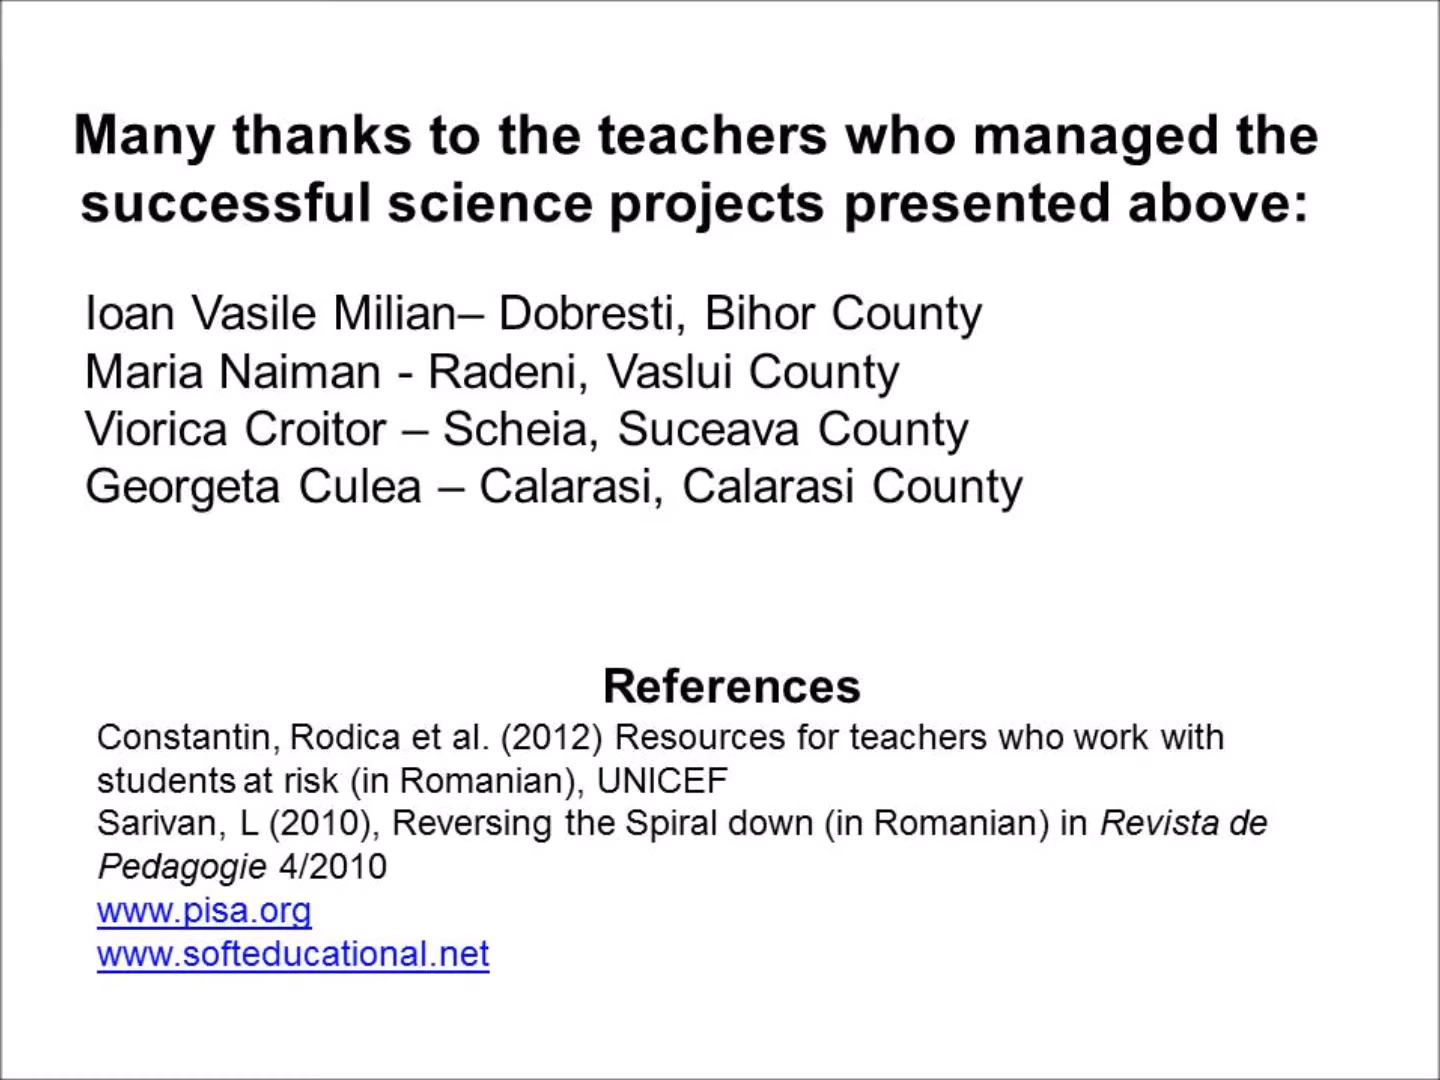 Many thanks to the teachers who managed the
successful science projects presented above:
Ioan Vasile Milian– Dobresti, Bihor County
Maria Naiman - Radeni, Vaslui County
Viorica Croitor – Scheia, Suceava County
Georgeta Culea – Calarasi, Calarasi County
References
Constantin, Rodica et al. (2012) Resources for teachers who work with
students at risk (in Romanian), UNICEF
Sarivan, L (2010), Reversing the Spiral down (in Romanian) in Revista de
Pedagogie 4/2010
www.pisa.org
www.softeducational.net